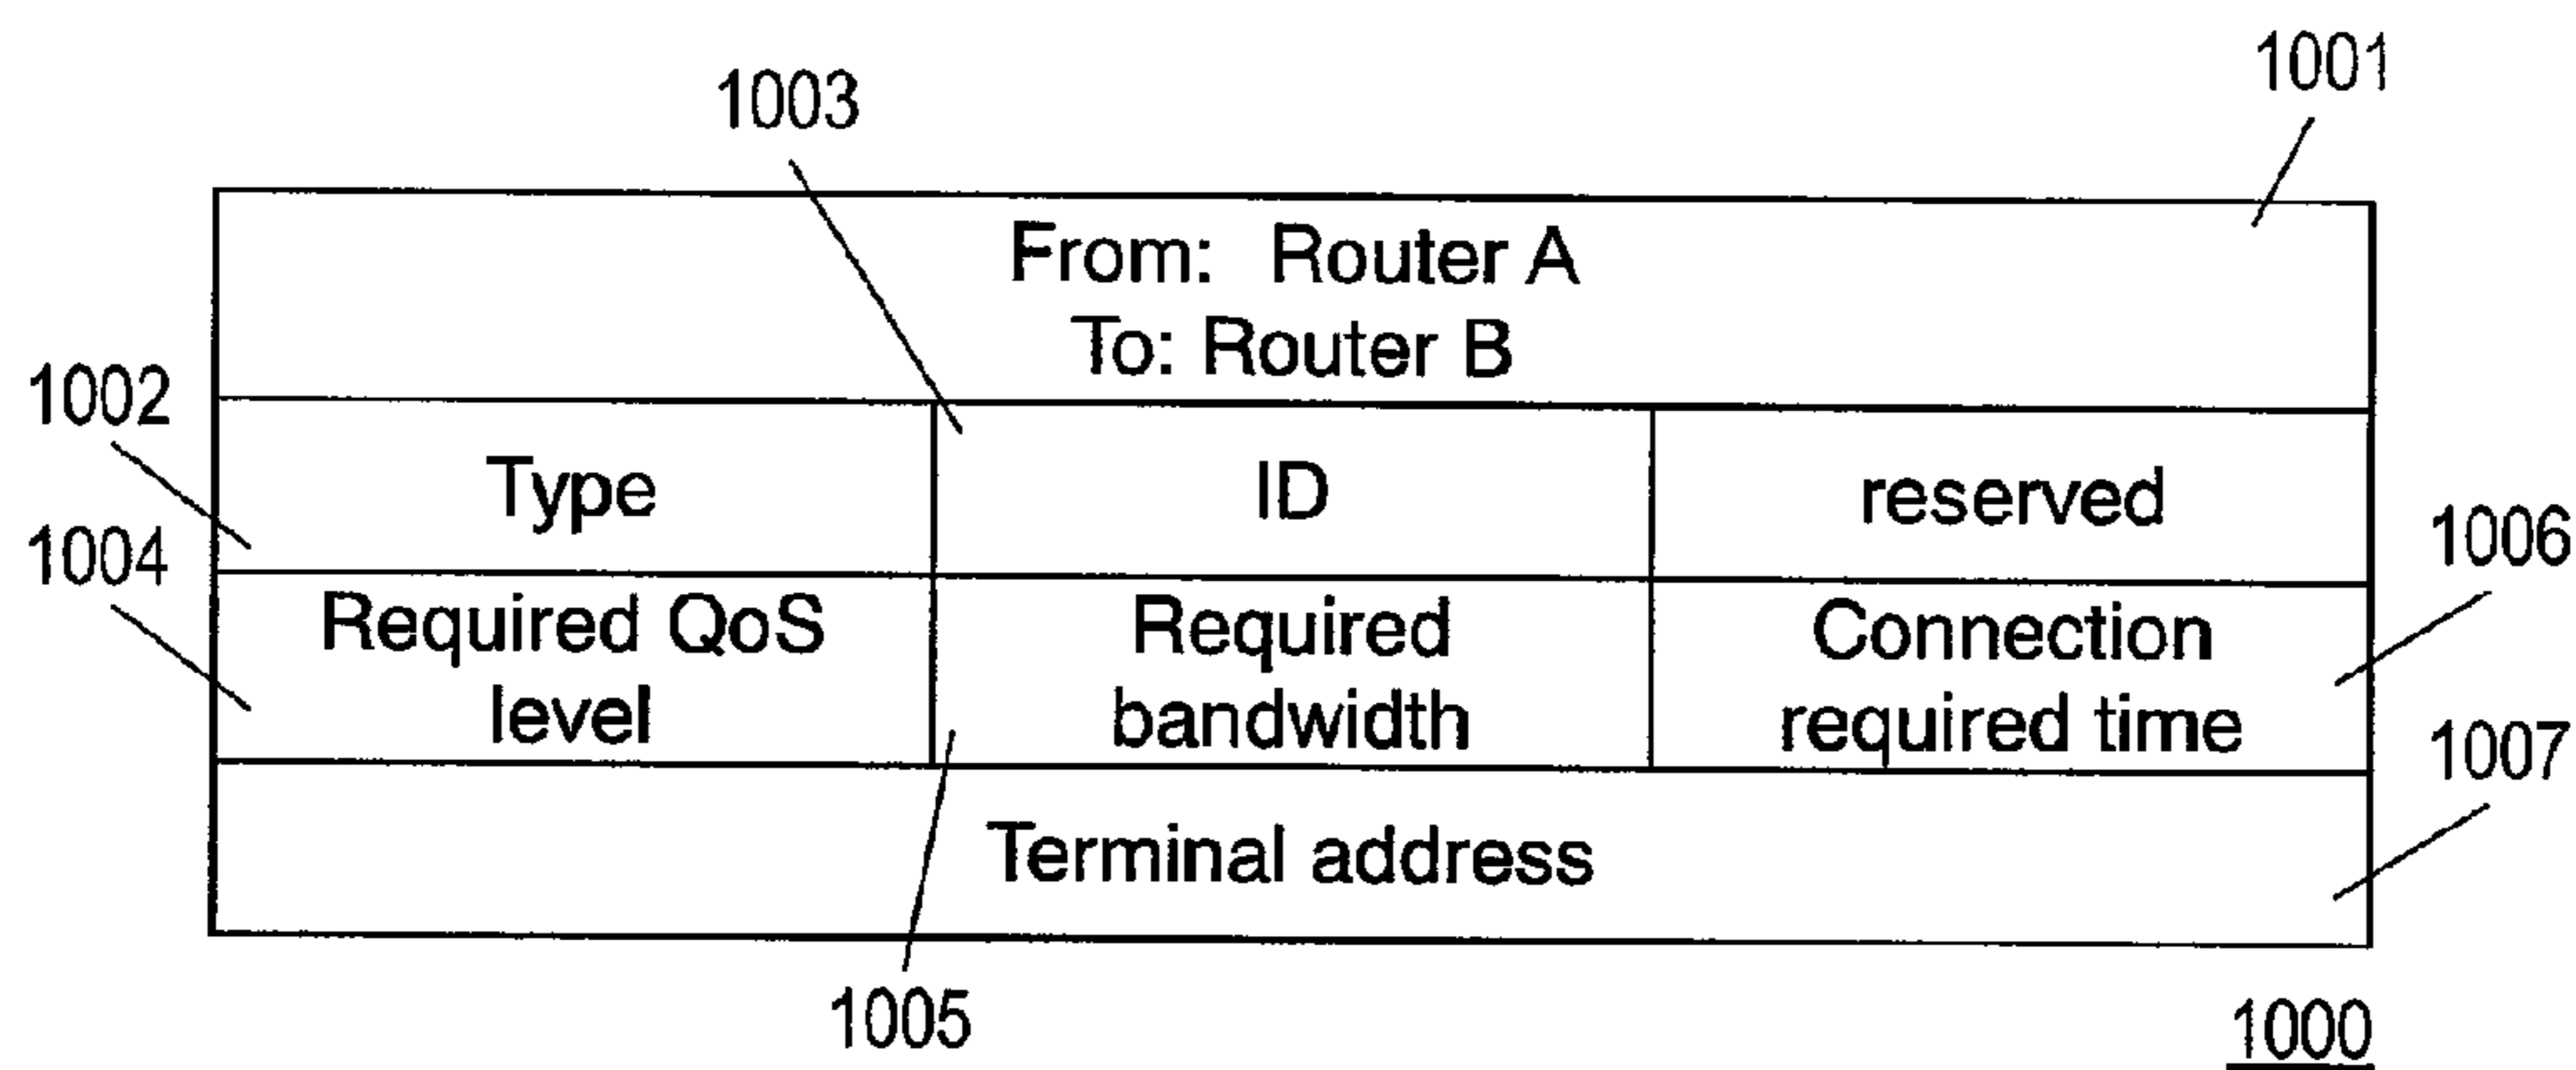 1001
1003
From: Router A
To: Router B
1002
Type
ID
reserved
1004
1006
Required QoS
level
Required
bandwidth
Connection
required time
1007
Terminal address
1005
1000